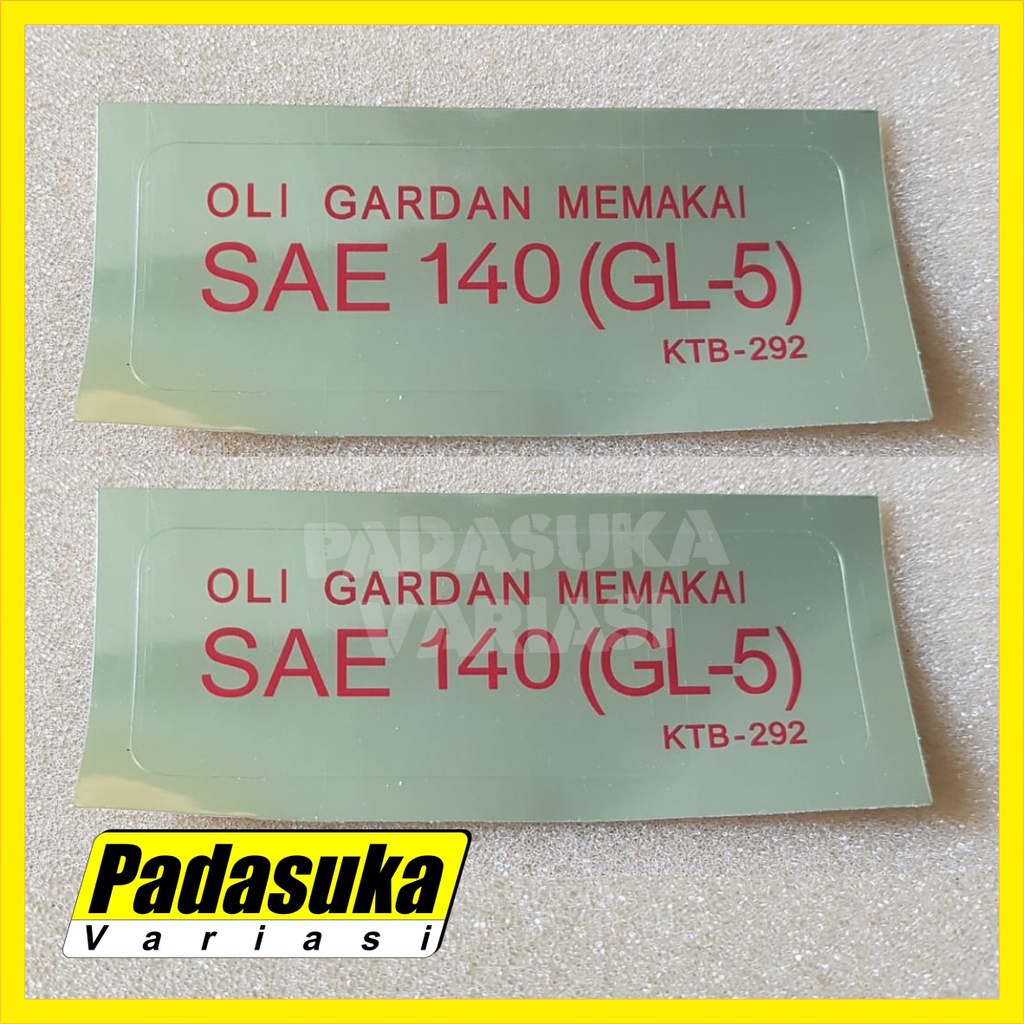 OLI GARDAN MEMAKAI
SAE 140 (GL-5)
KTB-292
PADASUKA
VARIASI
OLI GARDAN MEMAKAI
SAE 140 (GL-5)
KTB-292
Padasuka
Variasi